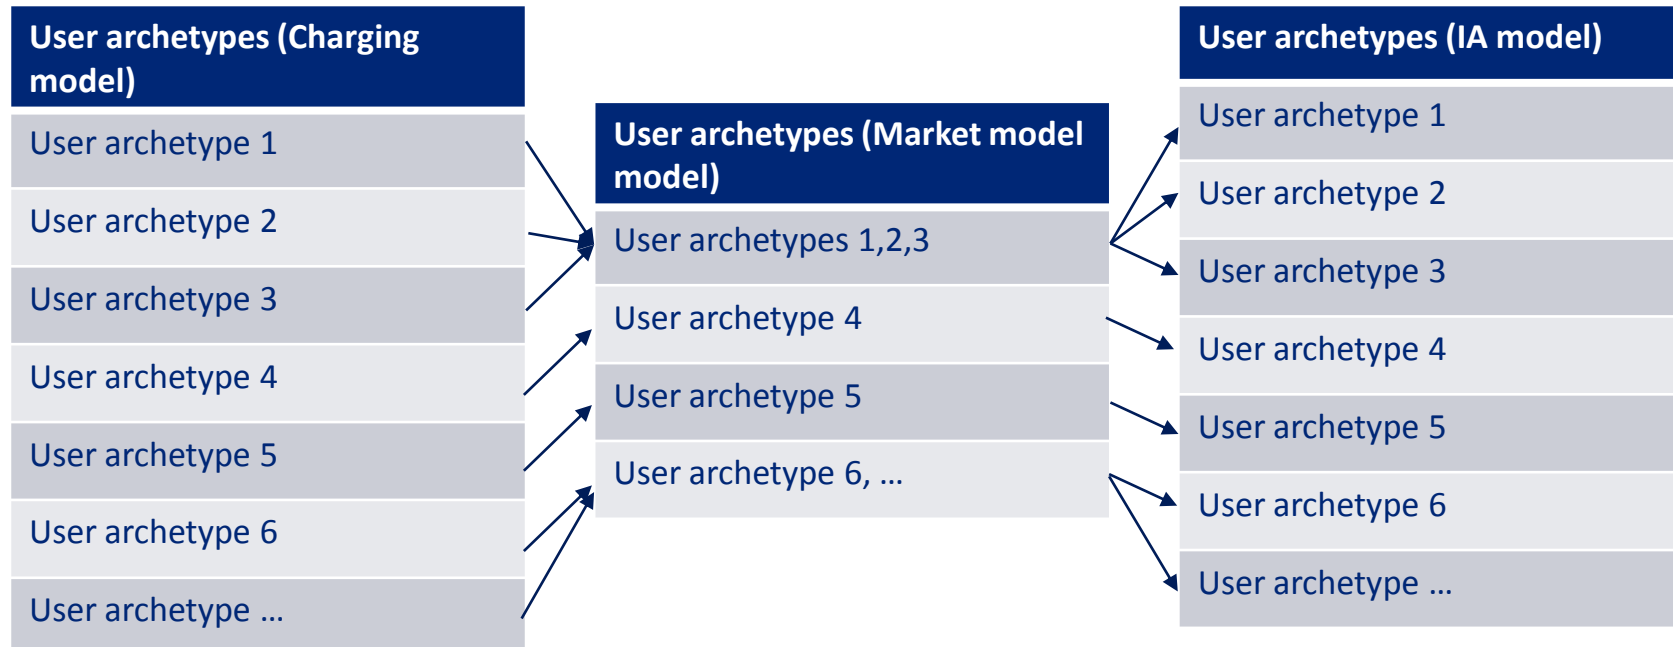 User archetypes (Charging
model)
User archetype 1
User archetype 2
User archetype 3
User archetype 4
User archetype 5
User archetype 6
User archetype ...
User archetypes (Market model
model)
User archetypes 1,2,3
User archetype 4
User archetype 5
User archetype 6, ...
User archetypes (IA model)
User archetype 1
User archetype 2
User archetype 3
User archetype 4
User archetype 5
User archetype 6
User archetype ...